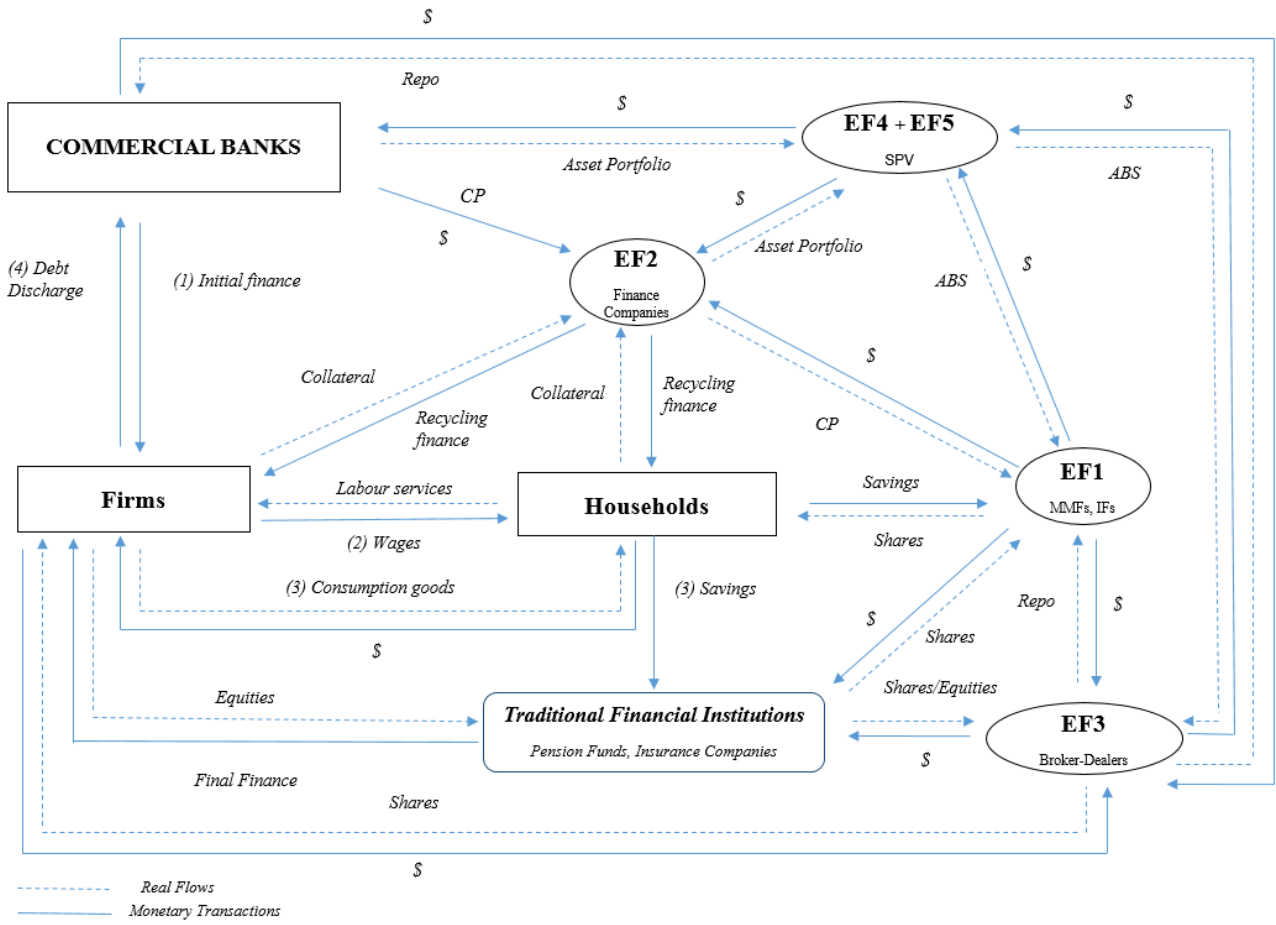 $
Repo
$
$
EF4 + EF5
SPV
COMMERCIAL BANKS
Asset Portfolio
ABS
CP
$
$
Asset Portfolio
EF2
Finance
Companies
(4) Debt
Discharge
(1) Initial finance
ABS
$
Collateral
Recycling
finance
Collateral
Recycling
finance
$
CP
Firms
Labour services
(2) Wages
Households
Savings
Shares
EF1
MMFs, IFs
(3) Consumption goods
$
(3) Savings
$
Shares
Repo
$
Equities
Traditional Financial Institutions
Pension Funds, Insurance Companies
Shares/Equities
$
EF3
Broker-Dealers
Final Finance
Shares
$
Real Flows
Monetary Transactions